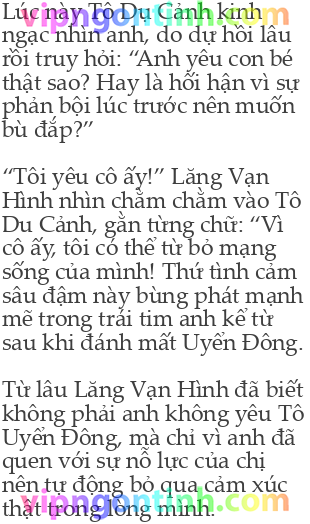 Lúc này Tô Du Cảnh kinh
ngạc nhìn anh, do dự hồi lâu
rồi truy hỏi: “Anh yêu con bé
thật sao? Hay là hối hận vì sự
phản bội lúc trước nên muốn
bù đắp?”
“Tôi yêu cô ấy!” Lăng Vạn
Hình nhìn chằm chằm vào Tô
Du Cảnh, gằn từng chữ: “Vì
cô ấy, tôi có thể từ bỏ mạng
sống của mình! Thứ tình cảm
sâu đậm này bùng phát mạnh
mẽ trong trái tim anh kể từ
sau khi đánh mất Uyển Đông.
Từ lâu Lăng Vạn Hình đã biết
không phải anh không yêu Tô
Uyển Đông, mà chỉ vì anh đã
quen với sự nỗ lực của chị
nên tự động bỏ qua cảm xúc
thật trong lòng mình.
vipngontinh.com
vipngontinh.com